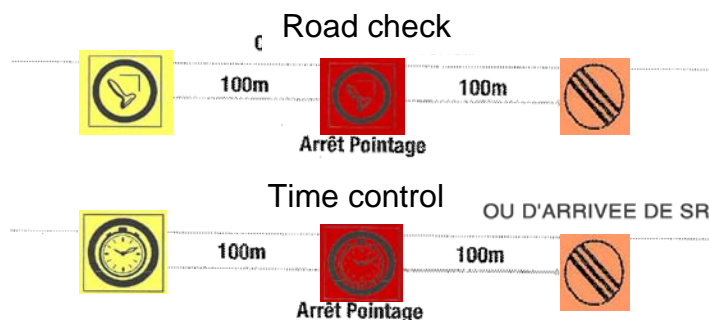 Road check
100m 100m
Arrêt Pointage
Time control
OU D'ARRIVEE DE SR
100m 100m
Arrêt Pointage